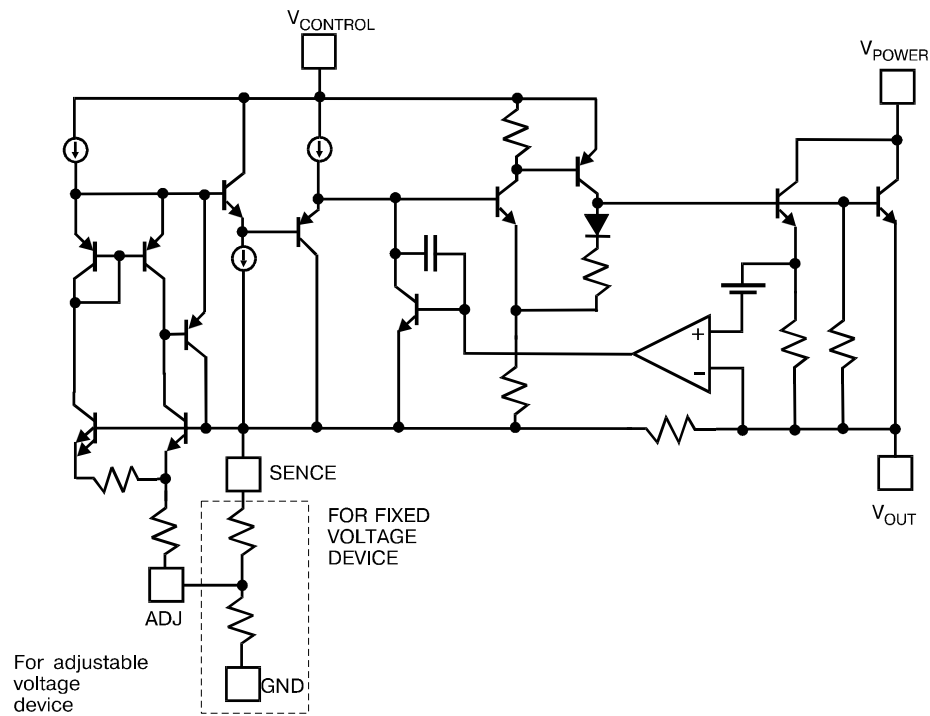 VCONTROL
VPOWER
+
-
SENCE
VOUT
FOR FIXED
VOLTAGE
DEVICE
ADJ
GND
For adjustable
voltage
device